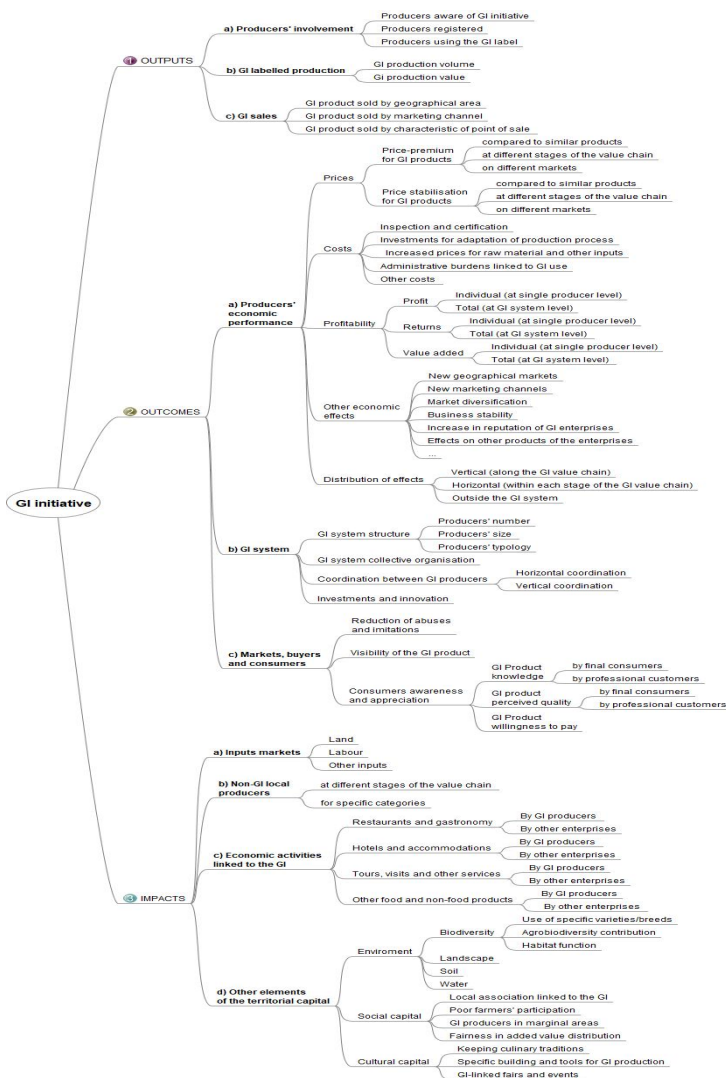 GI initiative
1 OUTPUTS
a) Producers' involvement
Producers aware of GI initiative
Producers registered
Producers using the GI label
b) GI labelled production
GI production volume
GI production value
c) GI sales
GI product sold by geographical area
GI product sold by marketing channel
GI product sold by characteristic of point of sale
2 OUTCOMES
a) Producers'
economic
performance
Prices
Price-premium
for GI products
compared to similar products
at different stages of the value chain
on different markets
Price stabilisation
for GI products
compared to similar products
at different stages of the value chain
on different markets
Costs
Inspection and certification
Investments for adaptation of production process
Increased prices for raw material and other inputs
Administrative burdens linked to GI use
Other costs
Profitability
Profit
Individual (at single producer level)
Total (at GI system level)
Returns
Individual (at single producer level)
Total (at GI system level)
Value added
Individual (at single producer level)
Total (at GI system level)
Other economic
effects
New geographical markets
New marketing channels
Market diversification
Business stability
Increase in reputation of GI enterprises
Effects on other products of the enterprises
...
Distribution of effects
Vertical (along the GI value chain)
Horizontal (within each stage of the GI value chain)
Outside the GI system
b) GI system
GI system structure
Producers' number
Producers' size
Producers' typology
GI system collective organisation
Coordination between GI producers
Horizontal coordination
Vertical coordination
Investments and innovation
c) Markets, buyers
and consumers
Reduction of abuses
and imitations
Visibility of the GI product
Consumers awareness
and appreciation
GI Product
knowledge
by final consumers
by professional customers
GI product
perceived quality
by final consumers
by professional customers
GI Product
willingness to pay
3 IMPACTS
a) Inputs markets
Land
Labour
Other inputs
b) Non-GI local
producers
at different stages of the value chain
for specific categories
c) Economic activities
linked to the GI
Restaurants and gastronomy
By GI producers
By other enterprises
Hotels and accommodations
By GI producers
By other enterprises
Tours, visits and other services
By GI producers
By other enterprises
Other food and non-food products
By GI producers
By other enterprises
d) Other elements
of the territorial capital
Enviroment
Biodiversity
Use of specific varieties/breeds
Agrobiodiversity contribution
Habitat function
Landscape
Soil
Water
Social capital
Local association linked to the GI
Poor farmers' participation
GI producers in marginal areas
Fairness in added value distribution
Cultural capital
Keeping culinary traditions
Specific building and tools for GI production
GI-linked fairs and events